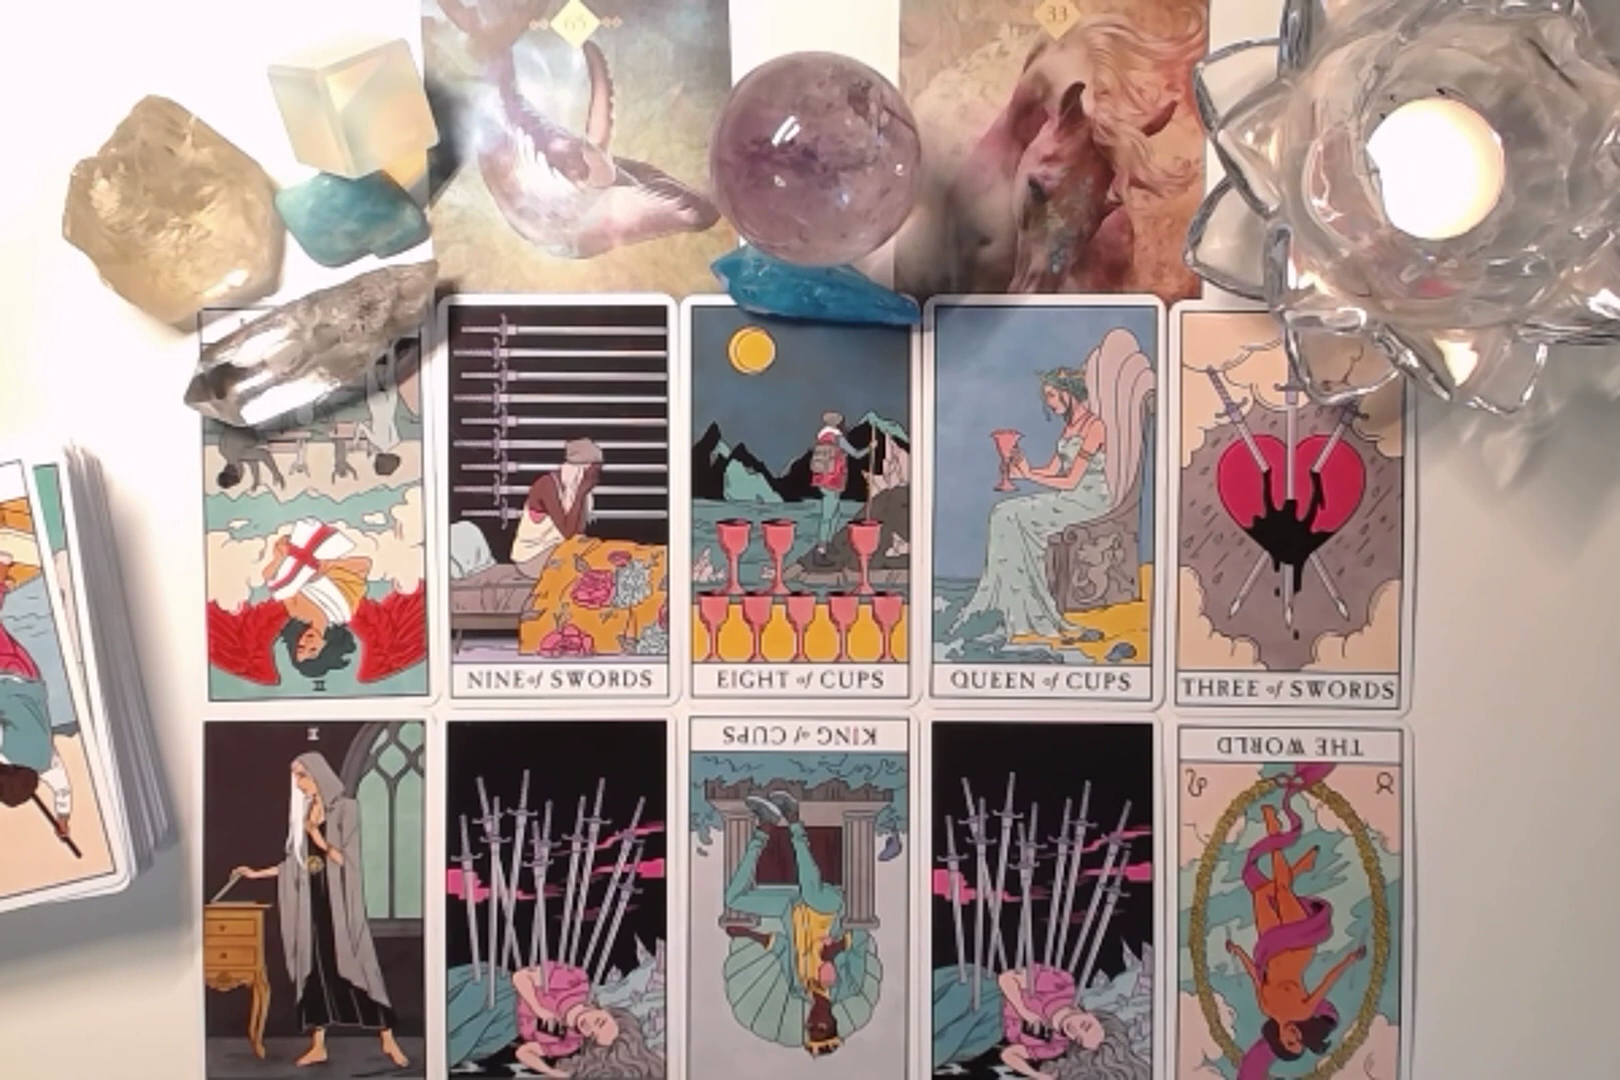 65
33
NINE of SWORDS
EIGHT of CUPS
QUEEN of CUPS
THREE of SWORDS
KING of CUPS
THE WORLD